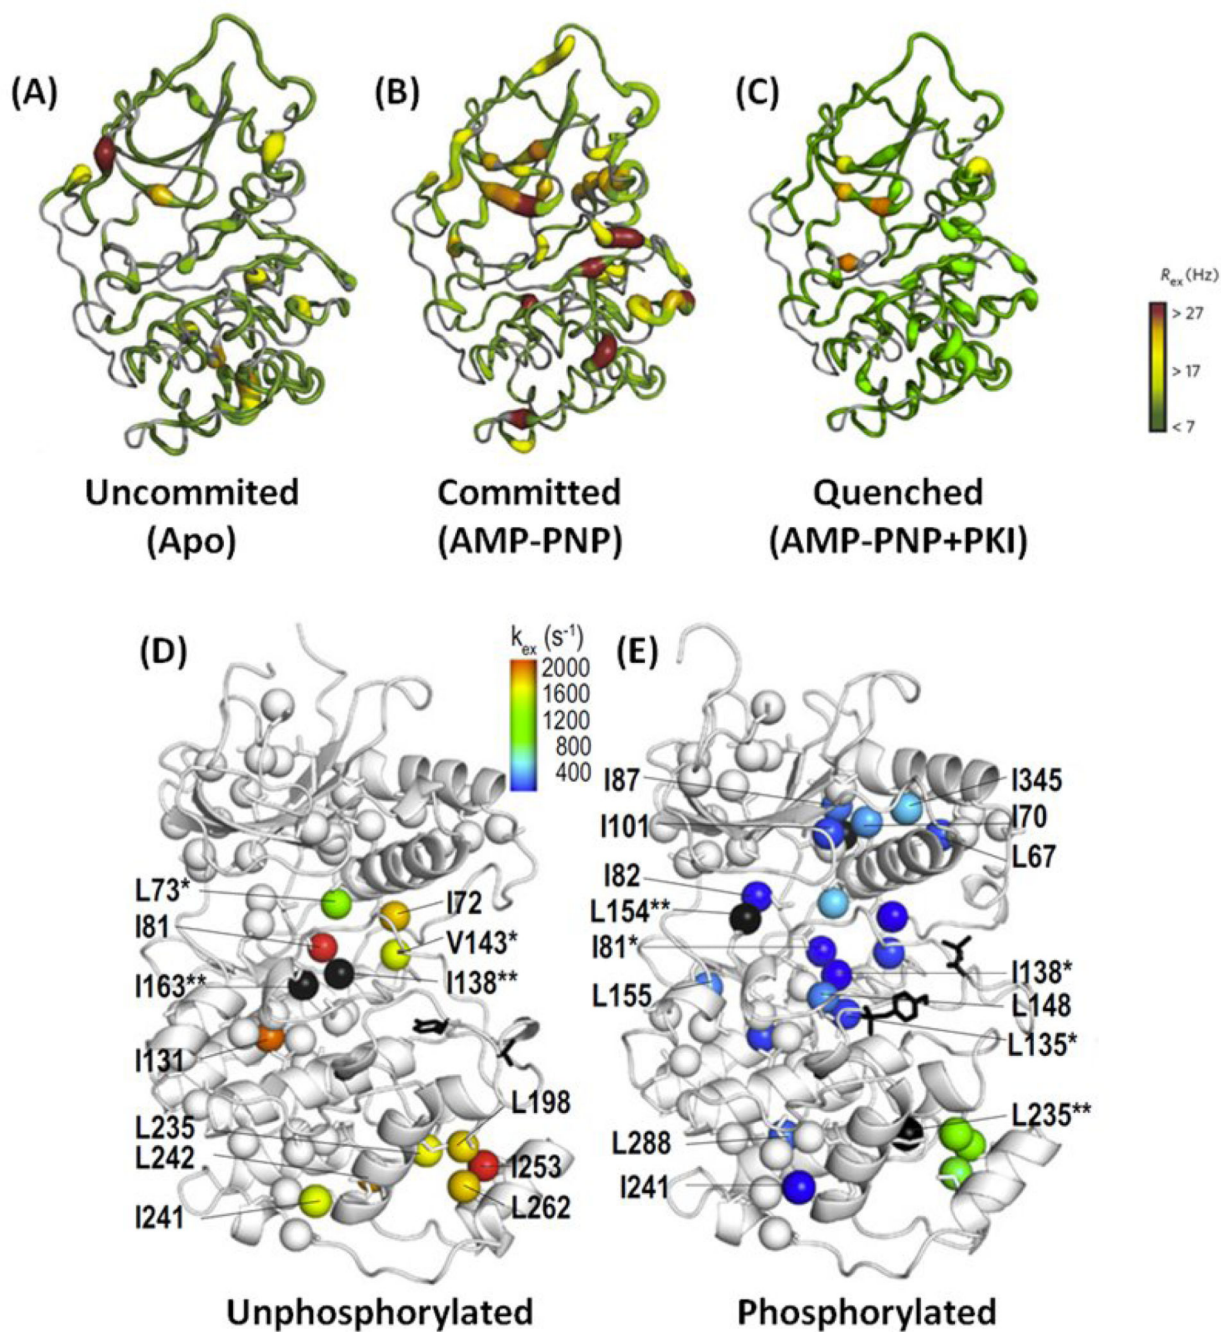 (A)
(B)
(C)
Rex (Hz)
> 27
> 17
< 7
Uncommited
(Apo)
Committed
(AMP-PNP)
Quenched
(AMP-PNP+PKI)
(D)
kex (s-1)
2000
1600
1200
800
400
L73*
I81
I163**
I131
L235
L242
I241
I72
V143*
I138**
L198
I253
L262
Unphosphorylated
(E)
I87
I101
I82
L154**
I81*
L155
L288
I241
I345
I70
L67
I138*
L148
L135*
L235**
Phosphorylated